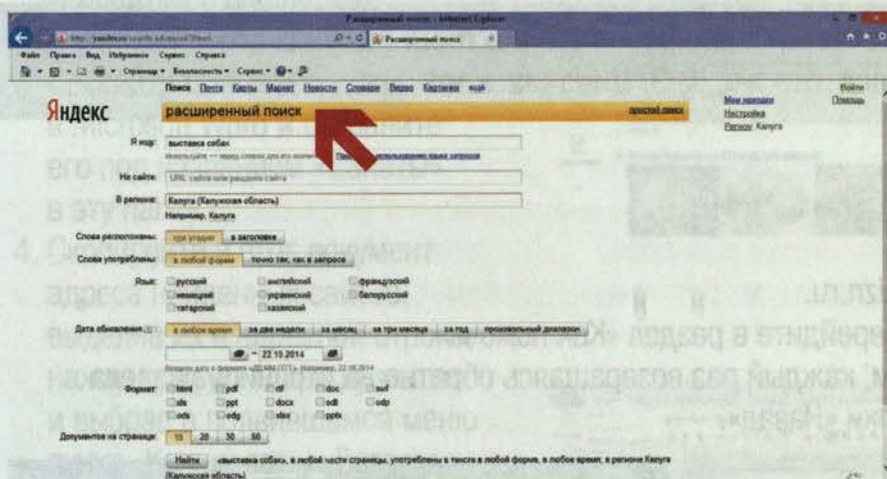 Расширенный поиск - Internet Explorer
Расширенный поиск
Файл Правка Вид Избранное Сервис Справка
Страница Безопасность Сервис
Поиск Почта Карты Маркет Новости Словари Видео Картинки ещё
Войти
Яндекс
расширенный поиск
простой поиск
Мои находки
Помощь
Настройка
Регион: Калуга
Я ищу: выставка собак
На сайте: URL сайта или раздела сайта
В регионе: Калуга (Калужская область)
Например, Калуга
Слова расположены: где угодно в заголовке
Слова употреблены: в любой форме точно так, как в запросе
Язык: русский английский французский
немецкий украинский белорусский
татарский казахский
Дата обновления: в любое время за две недели за месяц за три месяца за год произвольный диапазон
– 22.10.2014
Формат: html pdf rtf doc swf
xls ppt docx odt odp
ods odg xlsx pptx
Документов на странице: 10 20 30 50
Найти «выставка собак», в любой части страницы, употреблены в тексте в любой форме, в любое время, в регионе Калуга
(Калужская область)